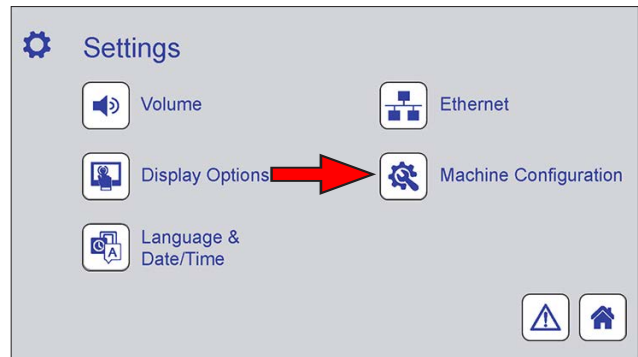 Settings
Volume
Ethernet
Display Options
Machine Configuration
Language &
Date/Time
A